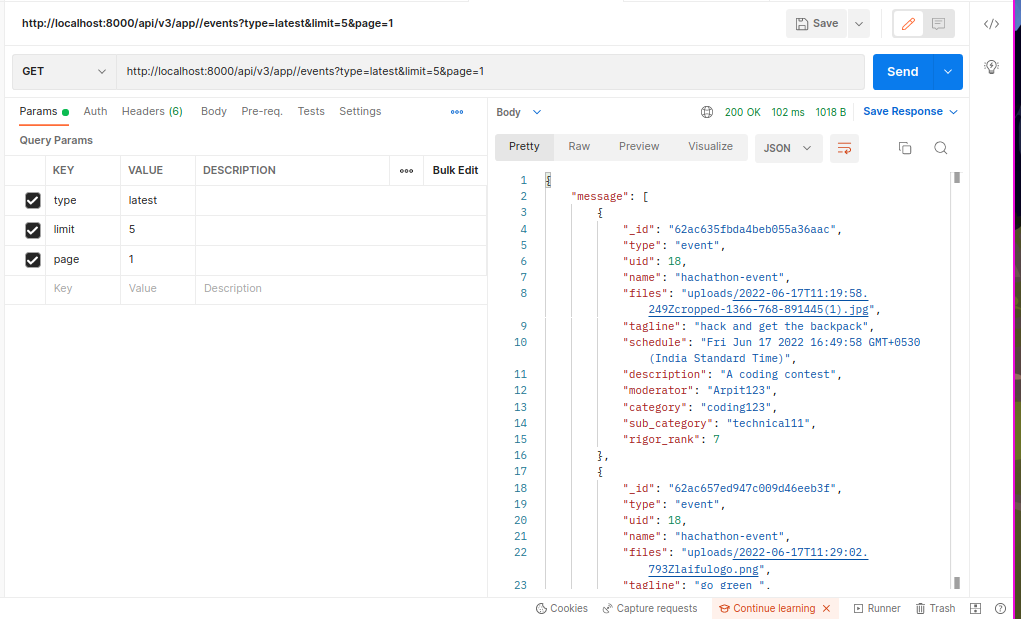 http://localhost:8000/api/v3/app//events?type=latest&limit=5&page=1
Save
GET
http://localhost:8000/api/v3/app//events?type=latest&limit=5&page=1
Send
Params Auth Headers (6) Body Pre-req. Tests Settings
Query Params
KEY VALUE DESCRIPTION Bulk Edit
type latest
limit 5
page 1
Key Value Description
Body 200 OK 102 ms 1018 B Save Response
Pretty Raw Preview Visualize JSON
1 {
2 "message": [
3 {
4 "_id": "62ac635fbda4beb055a36aac",
5 "type": "event",
6 "uid": 18,
7 "name": "hachathon-event",
8 "files": "uploads/2022-06-17T11:19:58.
249Zcropped-1366-768-891445(1).jpg",
9 "tagline": "hack and get the backpack",
10 "schedule": "Fri Jun 17 2022 16:49:58 GMT+0530
(India Standard Time)",
11 "description": "A coding contest",
12 "moderator": "Arpit123",
13 "category": "coding123",
14 "sub_category": "technical11",
15 "rigor_rank": 7
16 },
17 {
18 "_id": "62ac657ed947c009d46eeb3f",
19 "type": "event",
20 "uid": 18,
21 "name": "hachathon-event",
22 "files": "uploads/2022-06-17T11:29:02.
793Zlaifulogo.png",
23 "tagline": "go green ",
Cookies Capture requests Continue learning Runner Trash